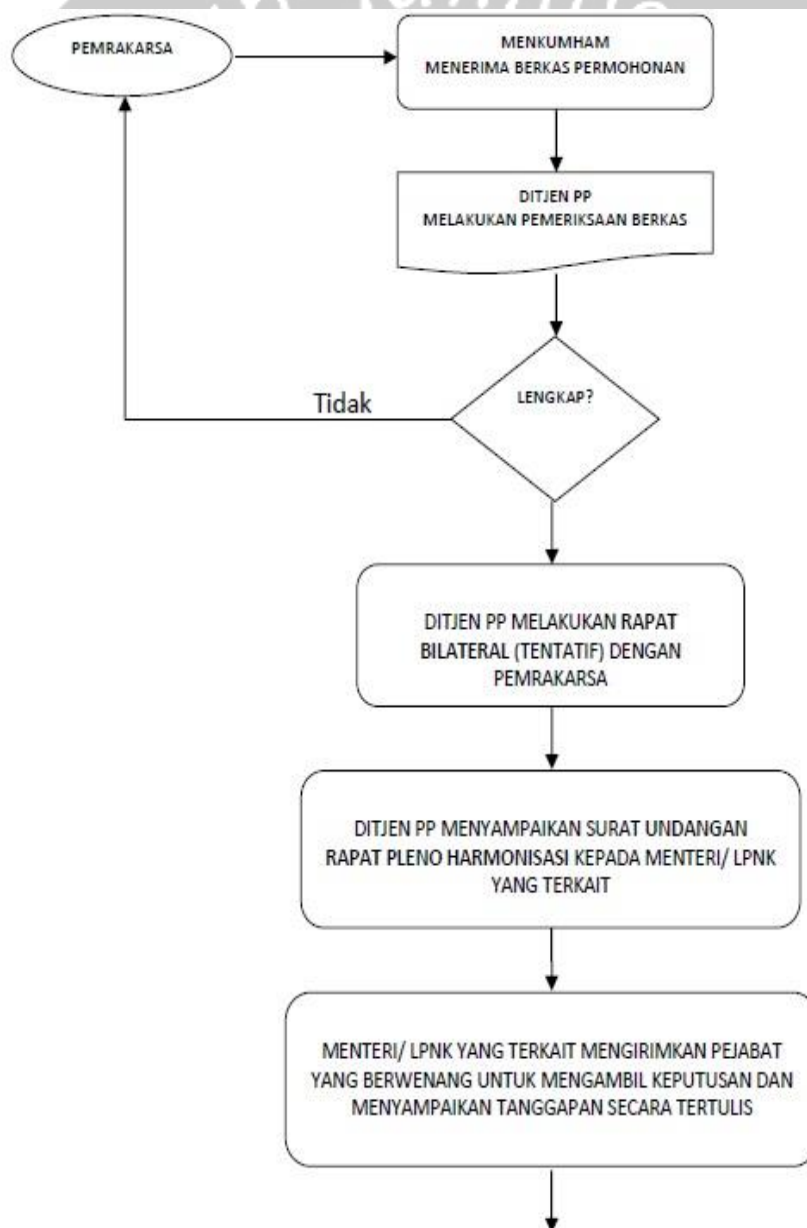 PEMRAKARSA
MENKUMHAM
MENERIMA BERKAS PERMOHONAN
DITJEN PP
MELAKUKAN PEMERIKSAAN BERKAS
LENGKAP?
Tidak
DITJEN PP MELAKUKAN RAPAT
BILATERAL (TENTATIF) DENGAN
PEMRAKARSA
DITJEN PP MENYAMPAIKAN SURAT UNDANGAN
RAPAT PLENO HARMONISASI KEPADA MENTERI/ LPNK
YANG TERKAIT
MENTERI/ LPNK YANG TERKAIT MENGIRIMKAN PEJABAT
YANG BERWENANG UNTUK MENGAMBIL KEPUTUSAN DAN
MENYAMPAIKAN TANGGAPAN SECARA TERTULIS